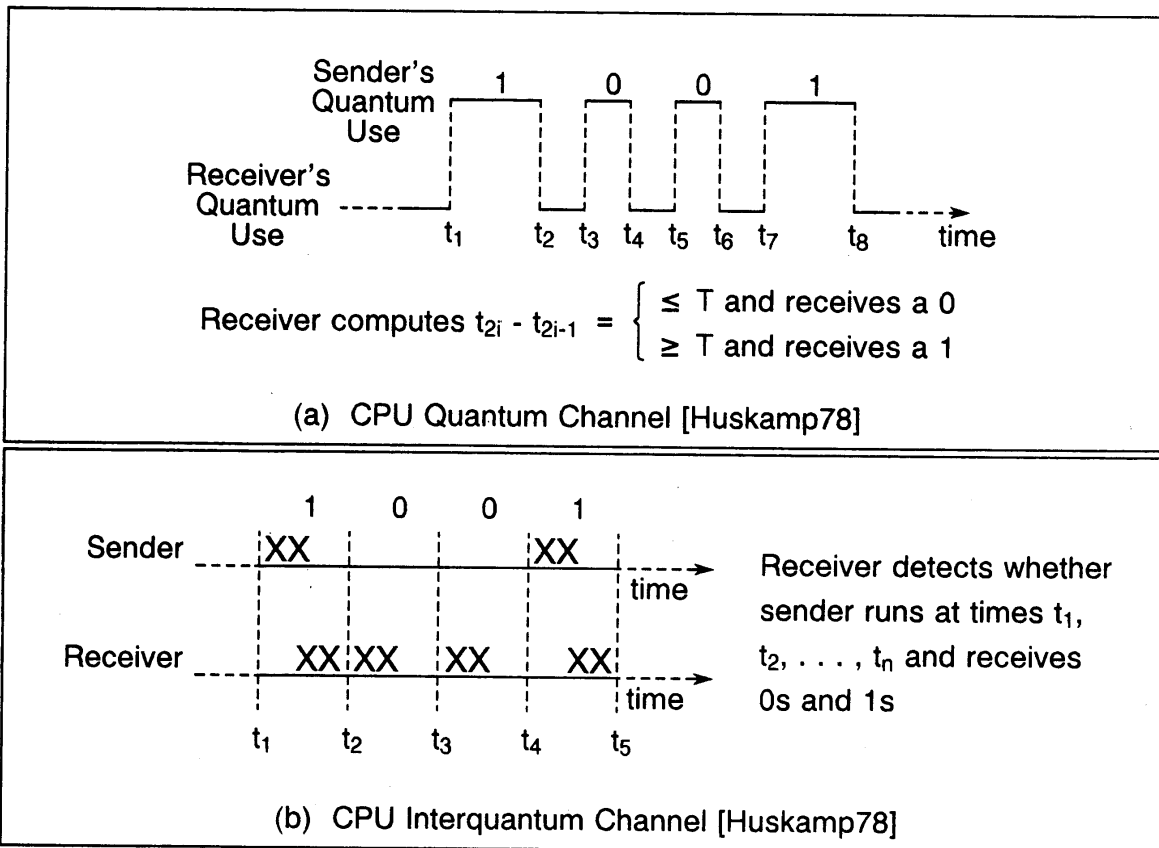 1 0 0 1
Sender's
Quantum
Use
Receiver's
Quantum
Use
t1 t2 t3 t4 t5 t6 t7 t8 time
Receiver computes t2i - t2i-1 = { ≤ T and receives a 0
≥ T and receives a 1
(a) CPU Quantum Channel [Huskamp78]
1 0 0 1
Sender XX XX
time
Receiver XX XX XX XX
time
t1 t2 t3 t4 t5
Receiver detects whether
sender runs at times t1,
t2, . . . , tn and receives
0s and 1s
(b) CPU Interquantum Channel [Huskamp78]